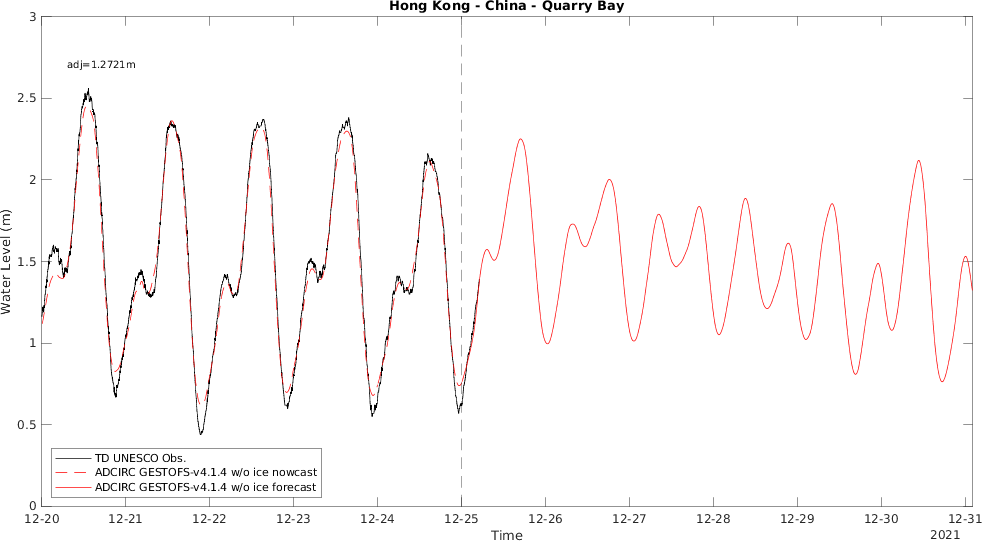 Hong Kong - China - Quarry Bay
3
adj=1.2721m
2.5
2
1.5
1
0.5
0
Water Level (m)
TD UNESCO Obs.
ADCIRC GESTOFS-v4.1.4 w/o ice nowcast
ADCIRC GESTOFS-v4.1.4 w/o ice forecast
12-20 12-21 12-22 12-23 12-24 12-25 12-26 12-27 12-28 12-29 12-30 12-31
Time
2021